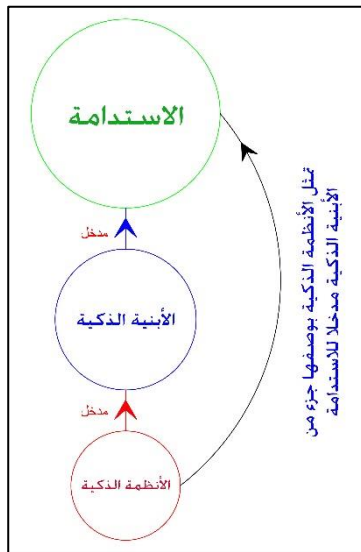 الاستدامة
مدخل
الأبنية الذكية
مدخل
الأنظمة الذكية
تمثل الأنظمة الذكية بوصفها جزء من
الأبنية الذكية مدخلا للاستدامة